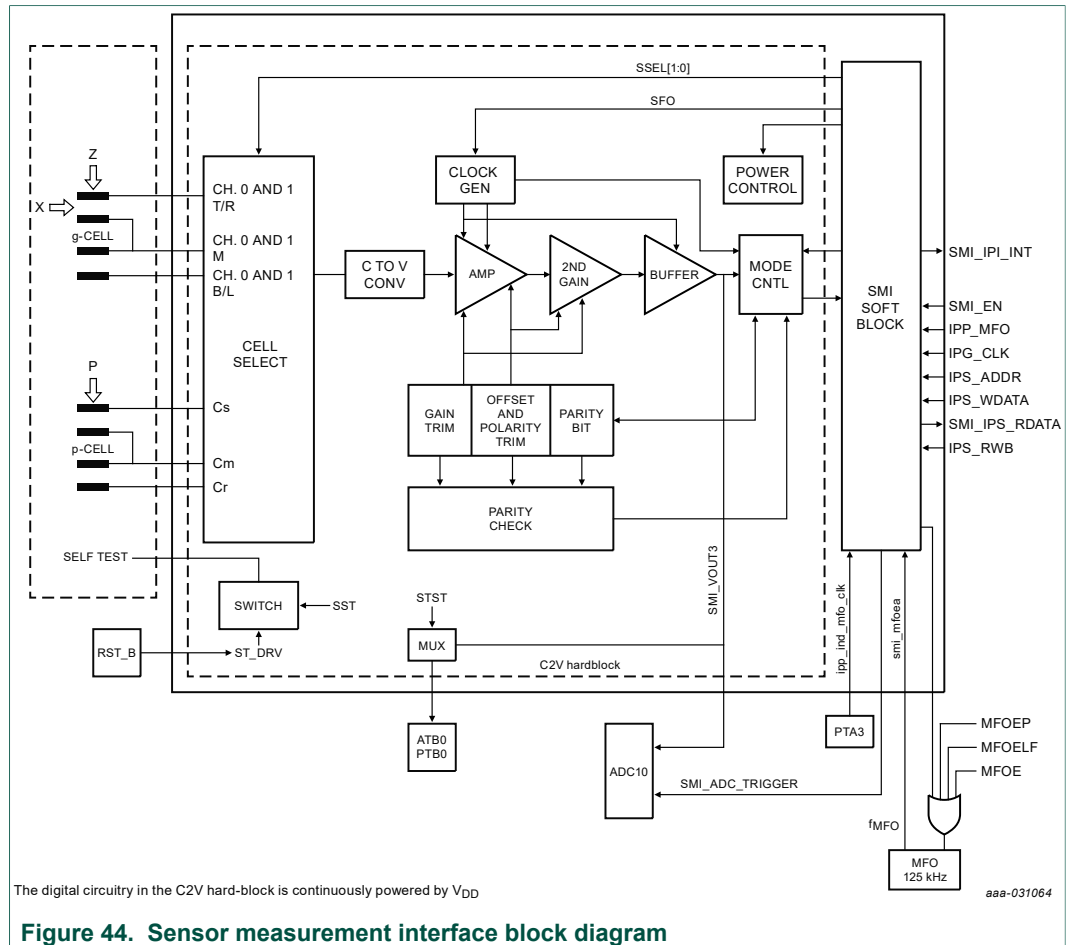 SSEL[1:0]
SFO
Z
X
g-CELL
CH. 0 AND 1
T/R
CH. 0 AND 1
M
CH. 0 AND 1
B/L
CELL
SELECT
P
p-CELL
Cs
Cm
Cr
C TO V
CONV
CLOCK
GEN
AMP
2ND
GAIN
BUFFER
POWER
CONTROL
MODE
CNTL
SMI
SOFT
BLOCK
SMI_IPI_INT
SMI_EN
IPP_MFO
IPG_CLK
IPS_ADDR
IPS_WDATA
SMI_IPS_RDATA
IPS_RWB
GAIN
TRIM
OFFSET
AND
POLARITY
TRIM
PARITY
BIT
PARITY
CHECK
SELF TEST
SWITCH
SST
RST_B
ST_DRV
STST
MUX
C2V hardblock
SMI_VOUT3
ipp_ind_mfo_clk
smi_mfoea
ATB0
PTB0
ADC10
SMI_ADC_TRIGGER
PTA3
MFOEP
MFOELF
MFOE
fMFO
MFO
125 kHz
The digital circuitry in the C2V hard-block is continuously powered by VDD
aaa-031064
Figure 44. Sensor measurement interface block diagram